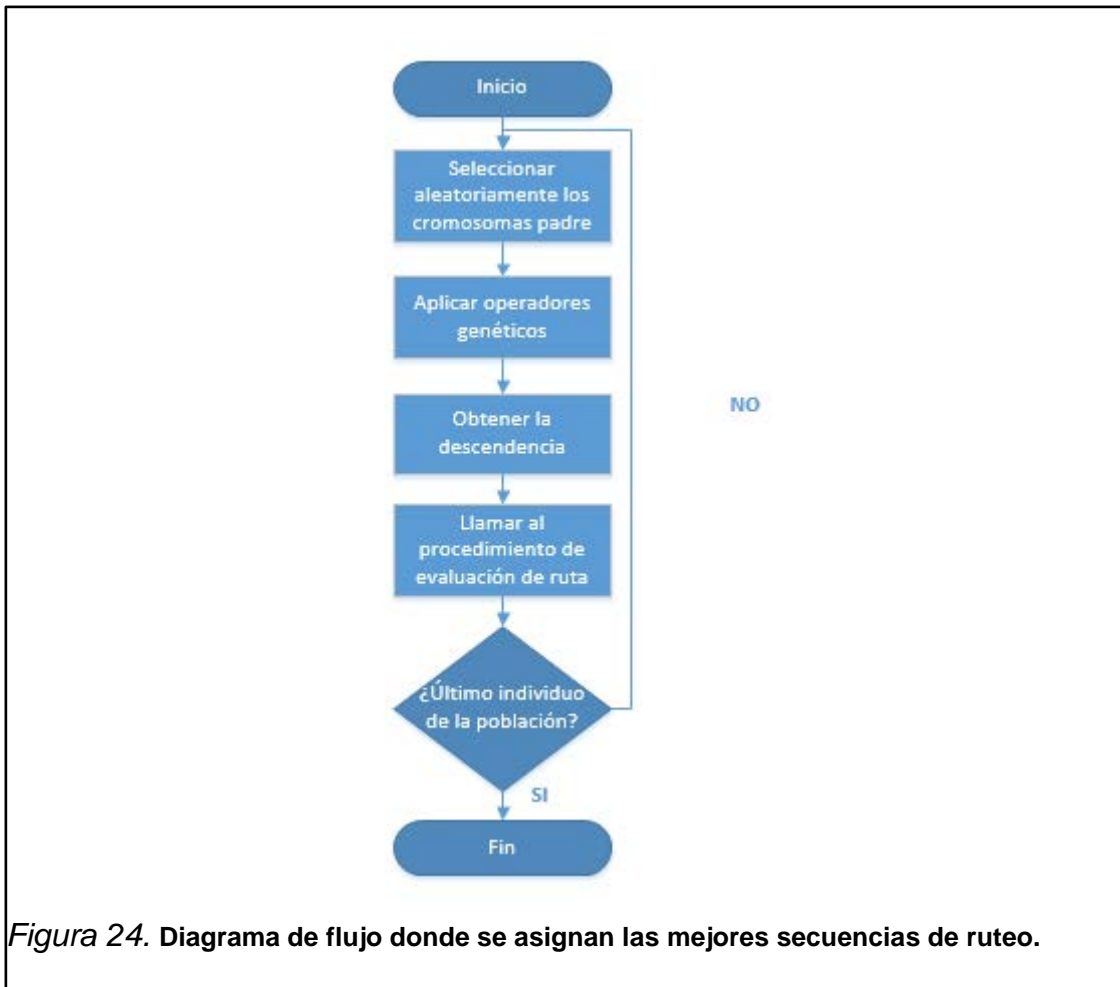 Inicio
Seleccionar
aleatoriamente los
cromosomas padre
Aplicar operadores
genéticos
Obtener la
descendencia
NO
Llamar al
procedimiento de
evaluación de ruta
¿Último individuo
de la población?
SI
Fin
Figura 24. Diagrama de flujo donde se asignan las mejores secuencias de ruteo.